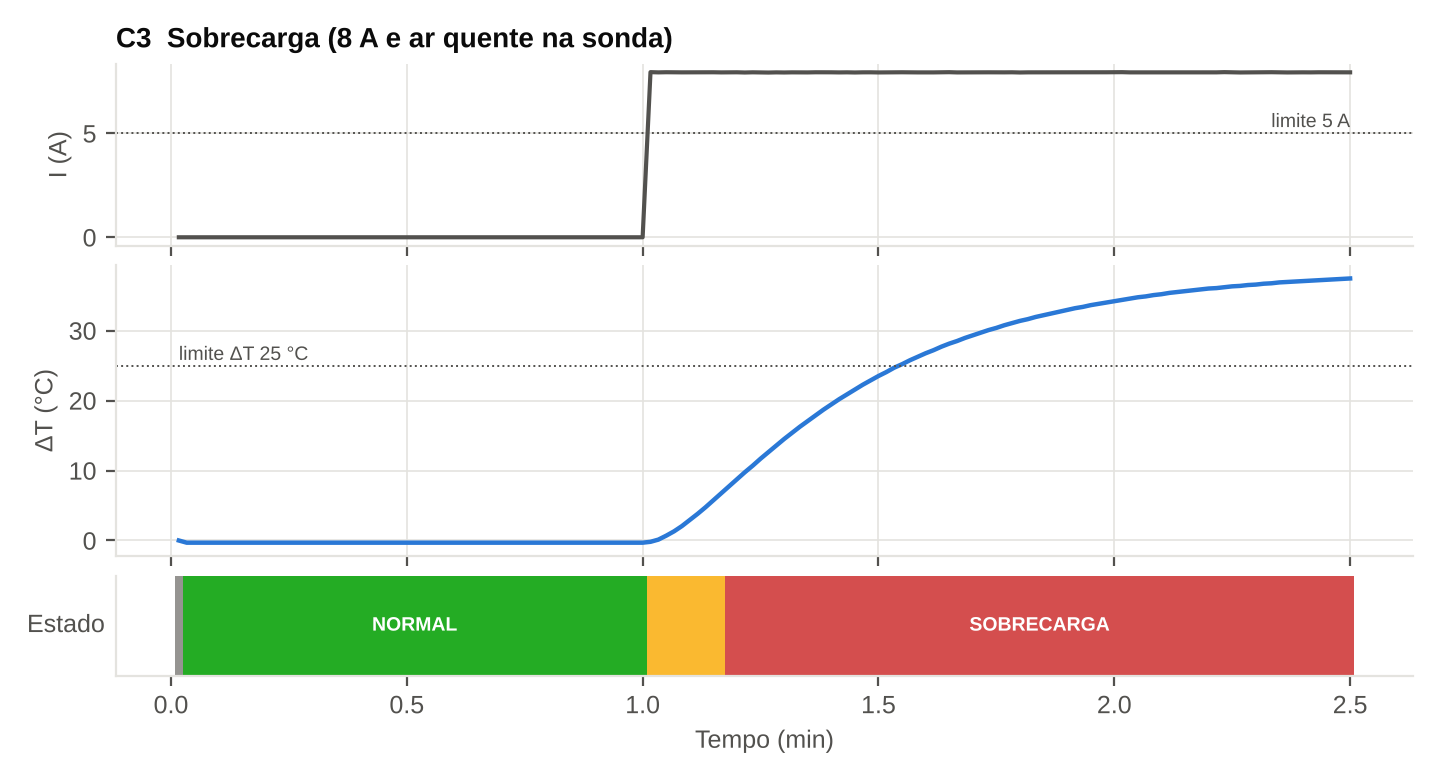 C3  Sobrecarga (8 A e ar quente na sonda)
I (A)
5
0
limite 5 A
ΔT (°C)
30
20
10
0
limite ΔT 25 °C
Estado
NORMAL
SOBRECARGA
0.0
0.5
1.0
1.5
2.0
2.5
Tempo (min)